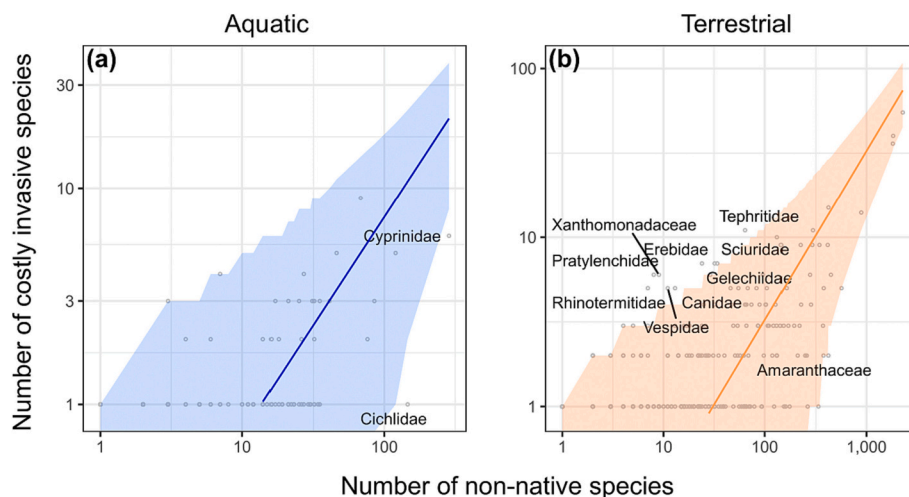 Aquatic
Terrestrial
(a)
(b)
Number of costly invasive species
30
10
3
1
1
10
100
Cyprinidae
Cichlidae
100
10
1
1
10
100
1,000
Xanthomonadaceae
Tephritidae
Erebidae
Sciuridae
Pratylenchidae
Gelechiidae
Rhinotermitidae
Canidae
Vespidae
Amaranthaceae
Number of non-native species